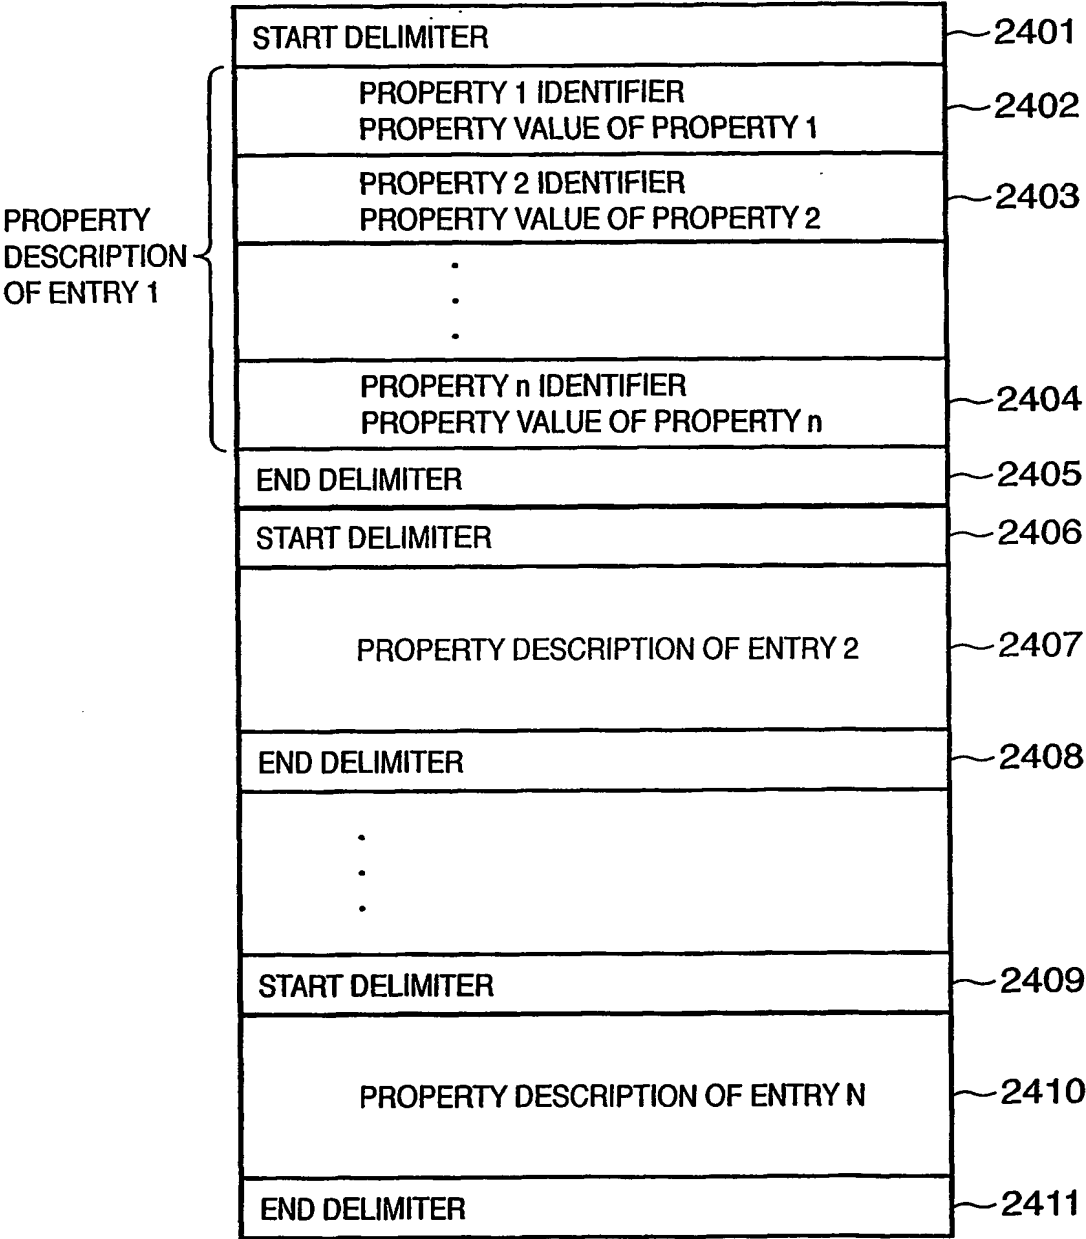 START DELIMITER
2401
PROPERTY 1 IDENTIFIER
PROPERTY VALUE OF PROPERTY 1
2402
PROPERTY 2 IDENTIFIER
PROPERTY VALUE OF PROPERTY 2
2403
PROPERTY
DESCRIPTION
OF ENTRY 1
PROPERTY n IDENTIFIER
PROPERTY VALUE OF PROPERTY n
2404
END DELIMITER
2405
START DELIMITER
2406
PROPERTY DESCRIPTION OF ENTRY 2
2407
END DELIMITER
2408
START DELIMITER
2409
PROPERTY DESCRIPTION OF ENTRY N
2410
END DELIMITER
2411